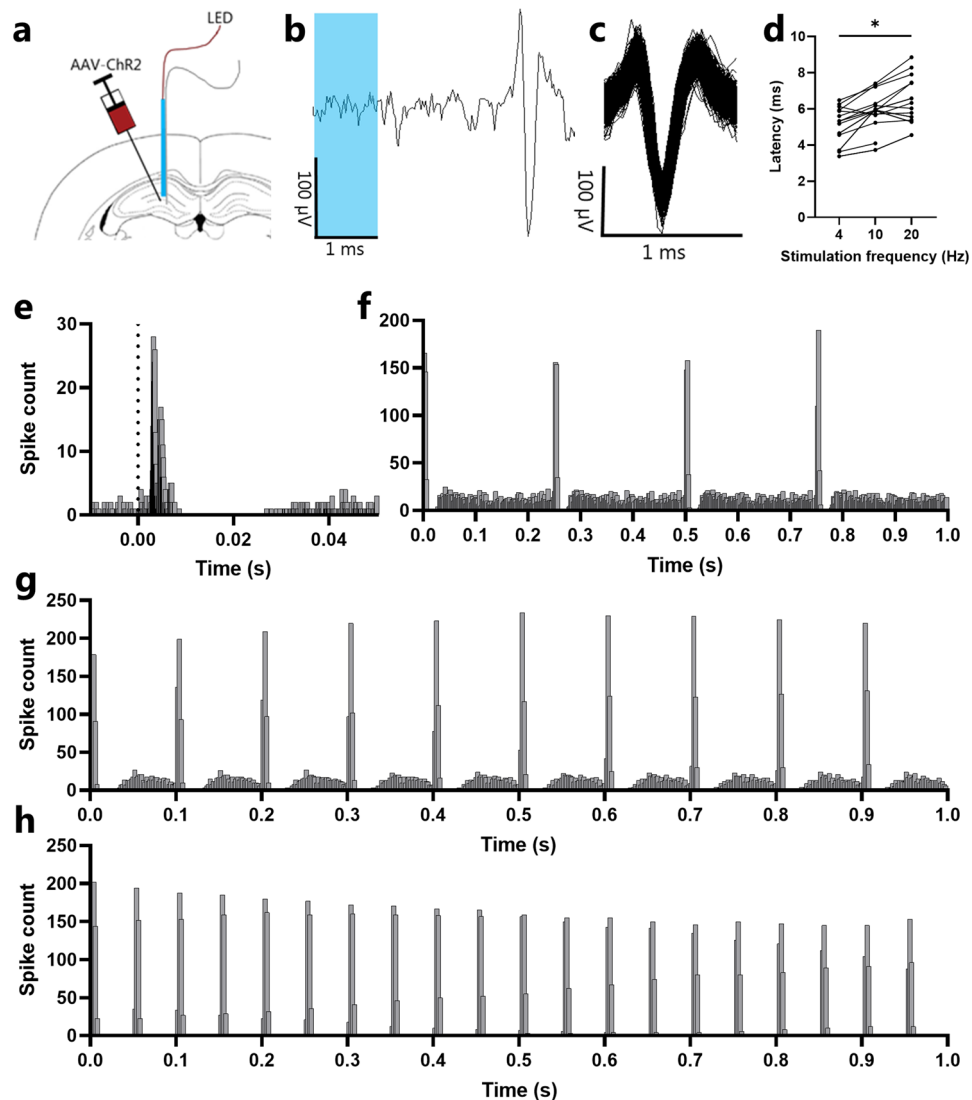 a
LED
AAV-ChR2
b
100 µV
1 ms
c
100 µV
1 ms
d
*
10
8
6
4
2
0
Latency (ms)
4 10 20
Stimulation frequency (Hz)
e
30
20
10
0
Spike count
0.00 0.02 0.04
Time (s)
f
200
150
100
50
0
Spike count
0.0 0.1 0.2 0.3 0.4 0.5 0.6 0.7 0.8 0.9 1.0
Time (s)
g
250
200
150
100
50
0
Spike count
0.0 0.1 0.2 0.3 0.4 0.5 0.6 0.7 0.8 0.9 1.0
Time (s)
h
250
200
150
100
50
0
Spike count
0.0 0.1 0.2 0.3 0.4 0.5 0.6 0.7 0.8 0.9 1.0
Time (s)